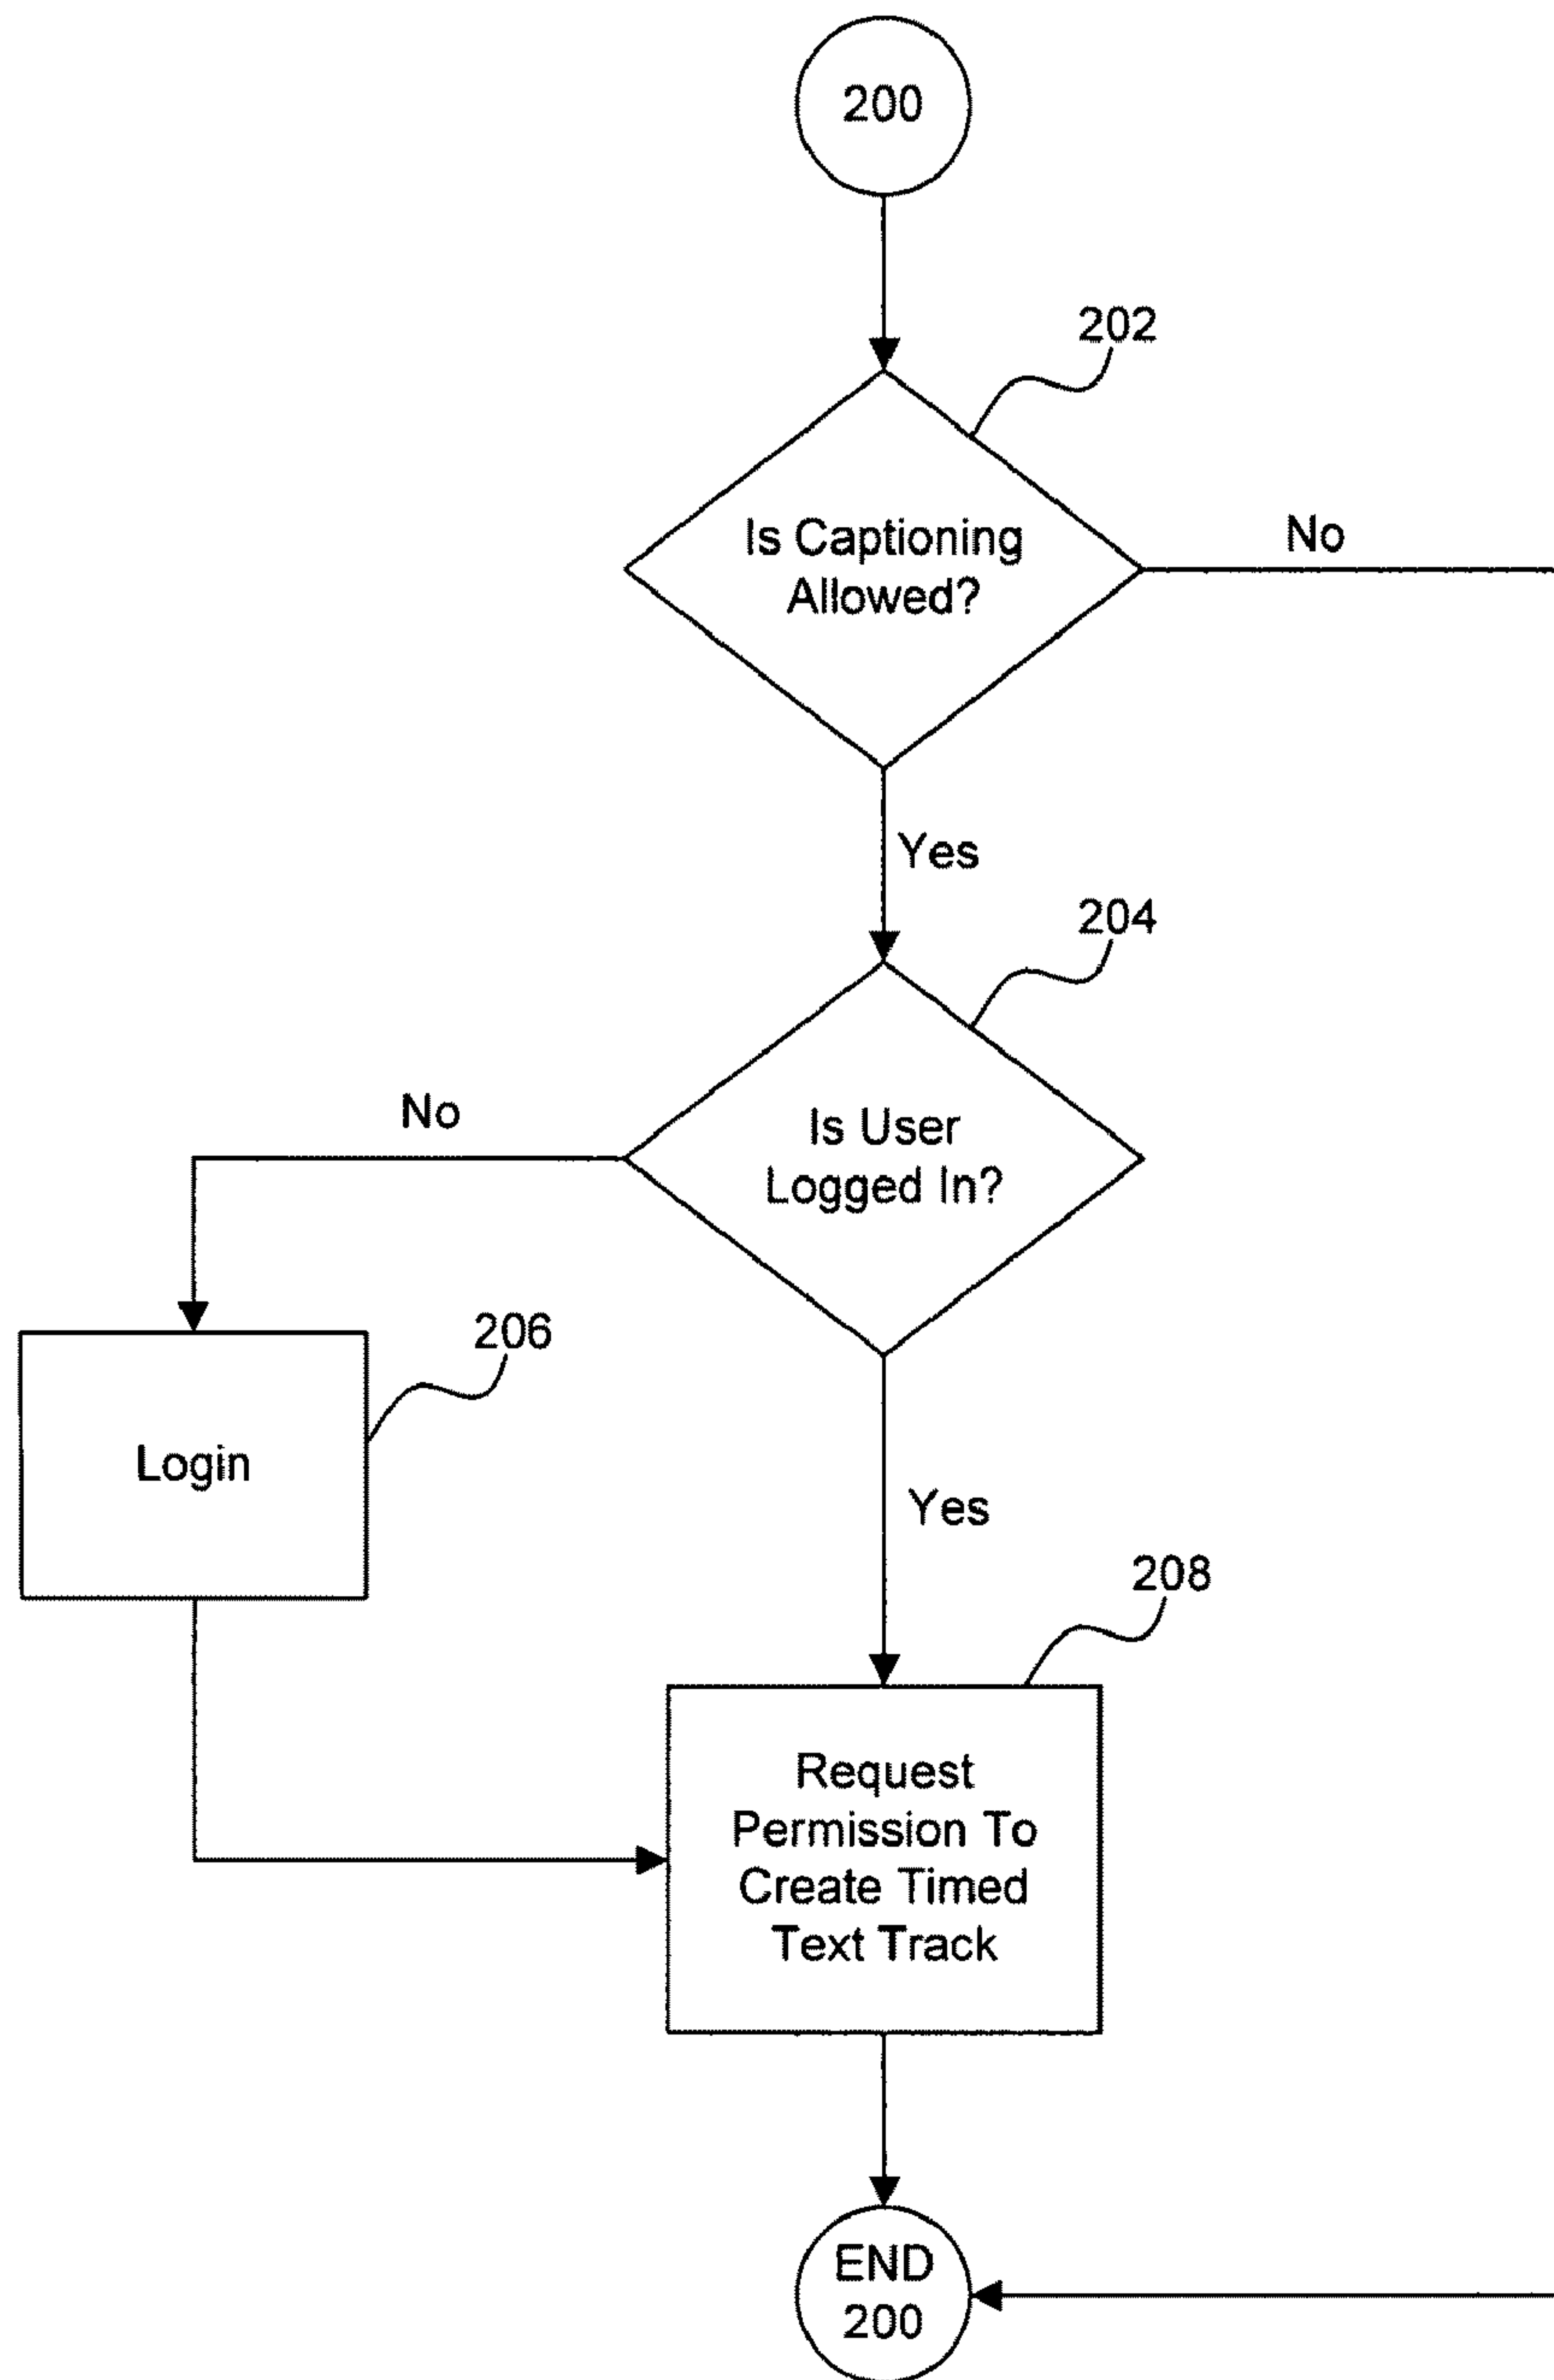 200
202
Is Captioning
Allowed?
No
Yes
204
No
Is User
Logged In?
206
Login
Yes
208
Request
Permission To
Create Timed
Text Track
END
200